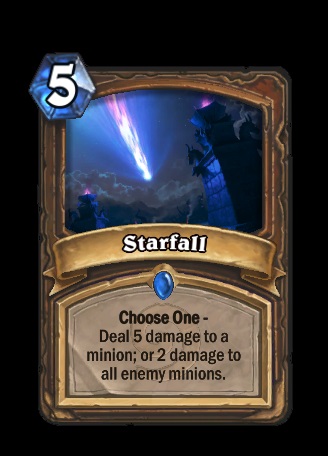 5
Starfall
Choose One -
Deal 5 damage to a
minion; or 2 damage to
all enemy minions.